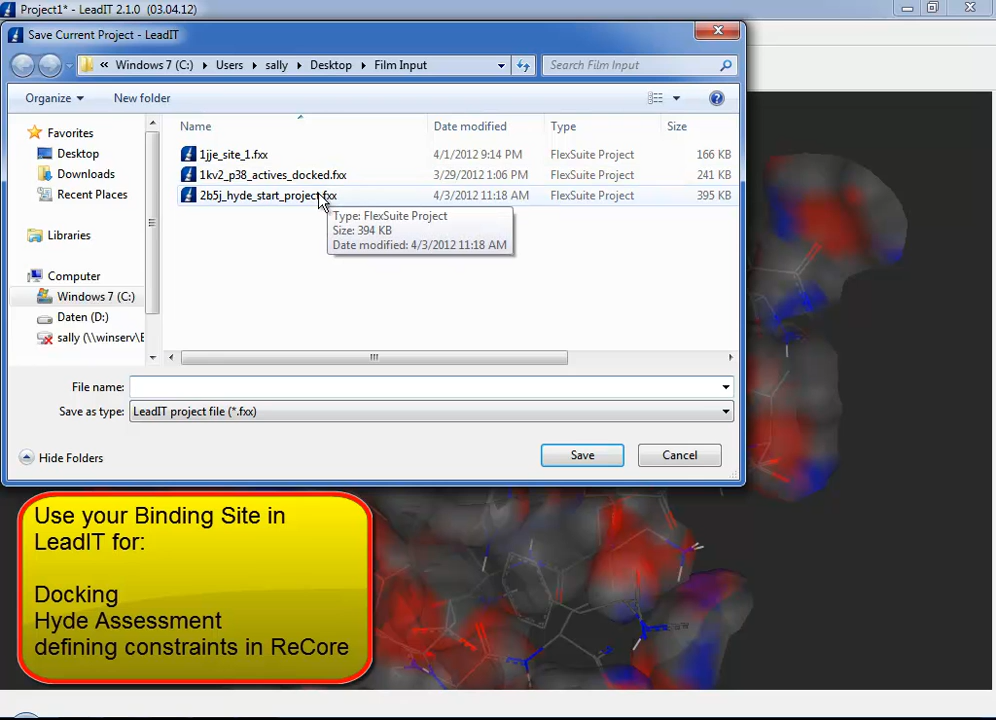 Project1* - LeadIT 2.1.0 (03.04.12)
Save Current Project - LeadIT
« Windows 7 (C:) Users sally Desktop Film Input
Search Film Input
Organize New folder
Name Date modified Type Size
Favorites
Desktop
Downloads
Recent Places
Libraries
Computer
Windows 7 (C:)
Daten (D:)
sally (\\winserv\E
1jje_site_1.fxx 4/1/2012 9:14 PM FlexSuite Project 166 KB
1kv2_p38_actives_docked.fxx 3/29/2012 1:06 PM FlexSuite Project 241 KB
2b5j_hyde_start_project.fxx 4/3/2012 11:18 AM FlexSuite Project 395 KB
Type: FlexSuite Project
Size: 394 KB
Date modified: 4/3/2012 11:18 AM
File name:
Save as type: LeadIT project file (*.fxx)
Hide Folders Save Cancel
Use your Binding Site in
LeadIT for:
Docking
Hyde Assessment
defining constraints in ReCore